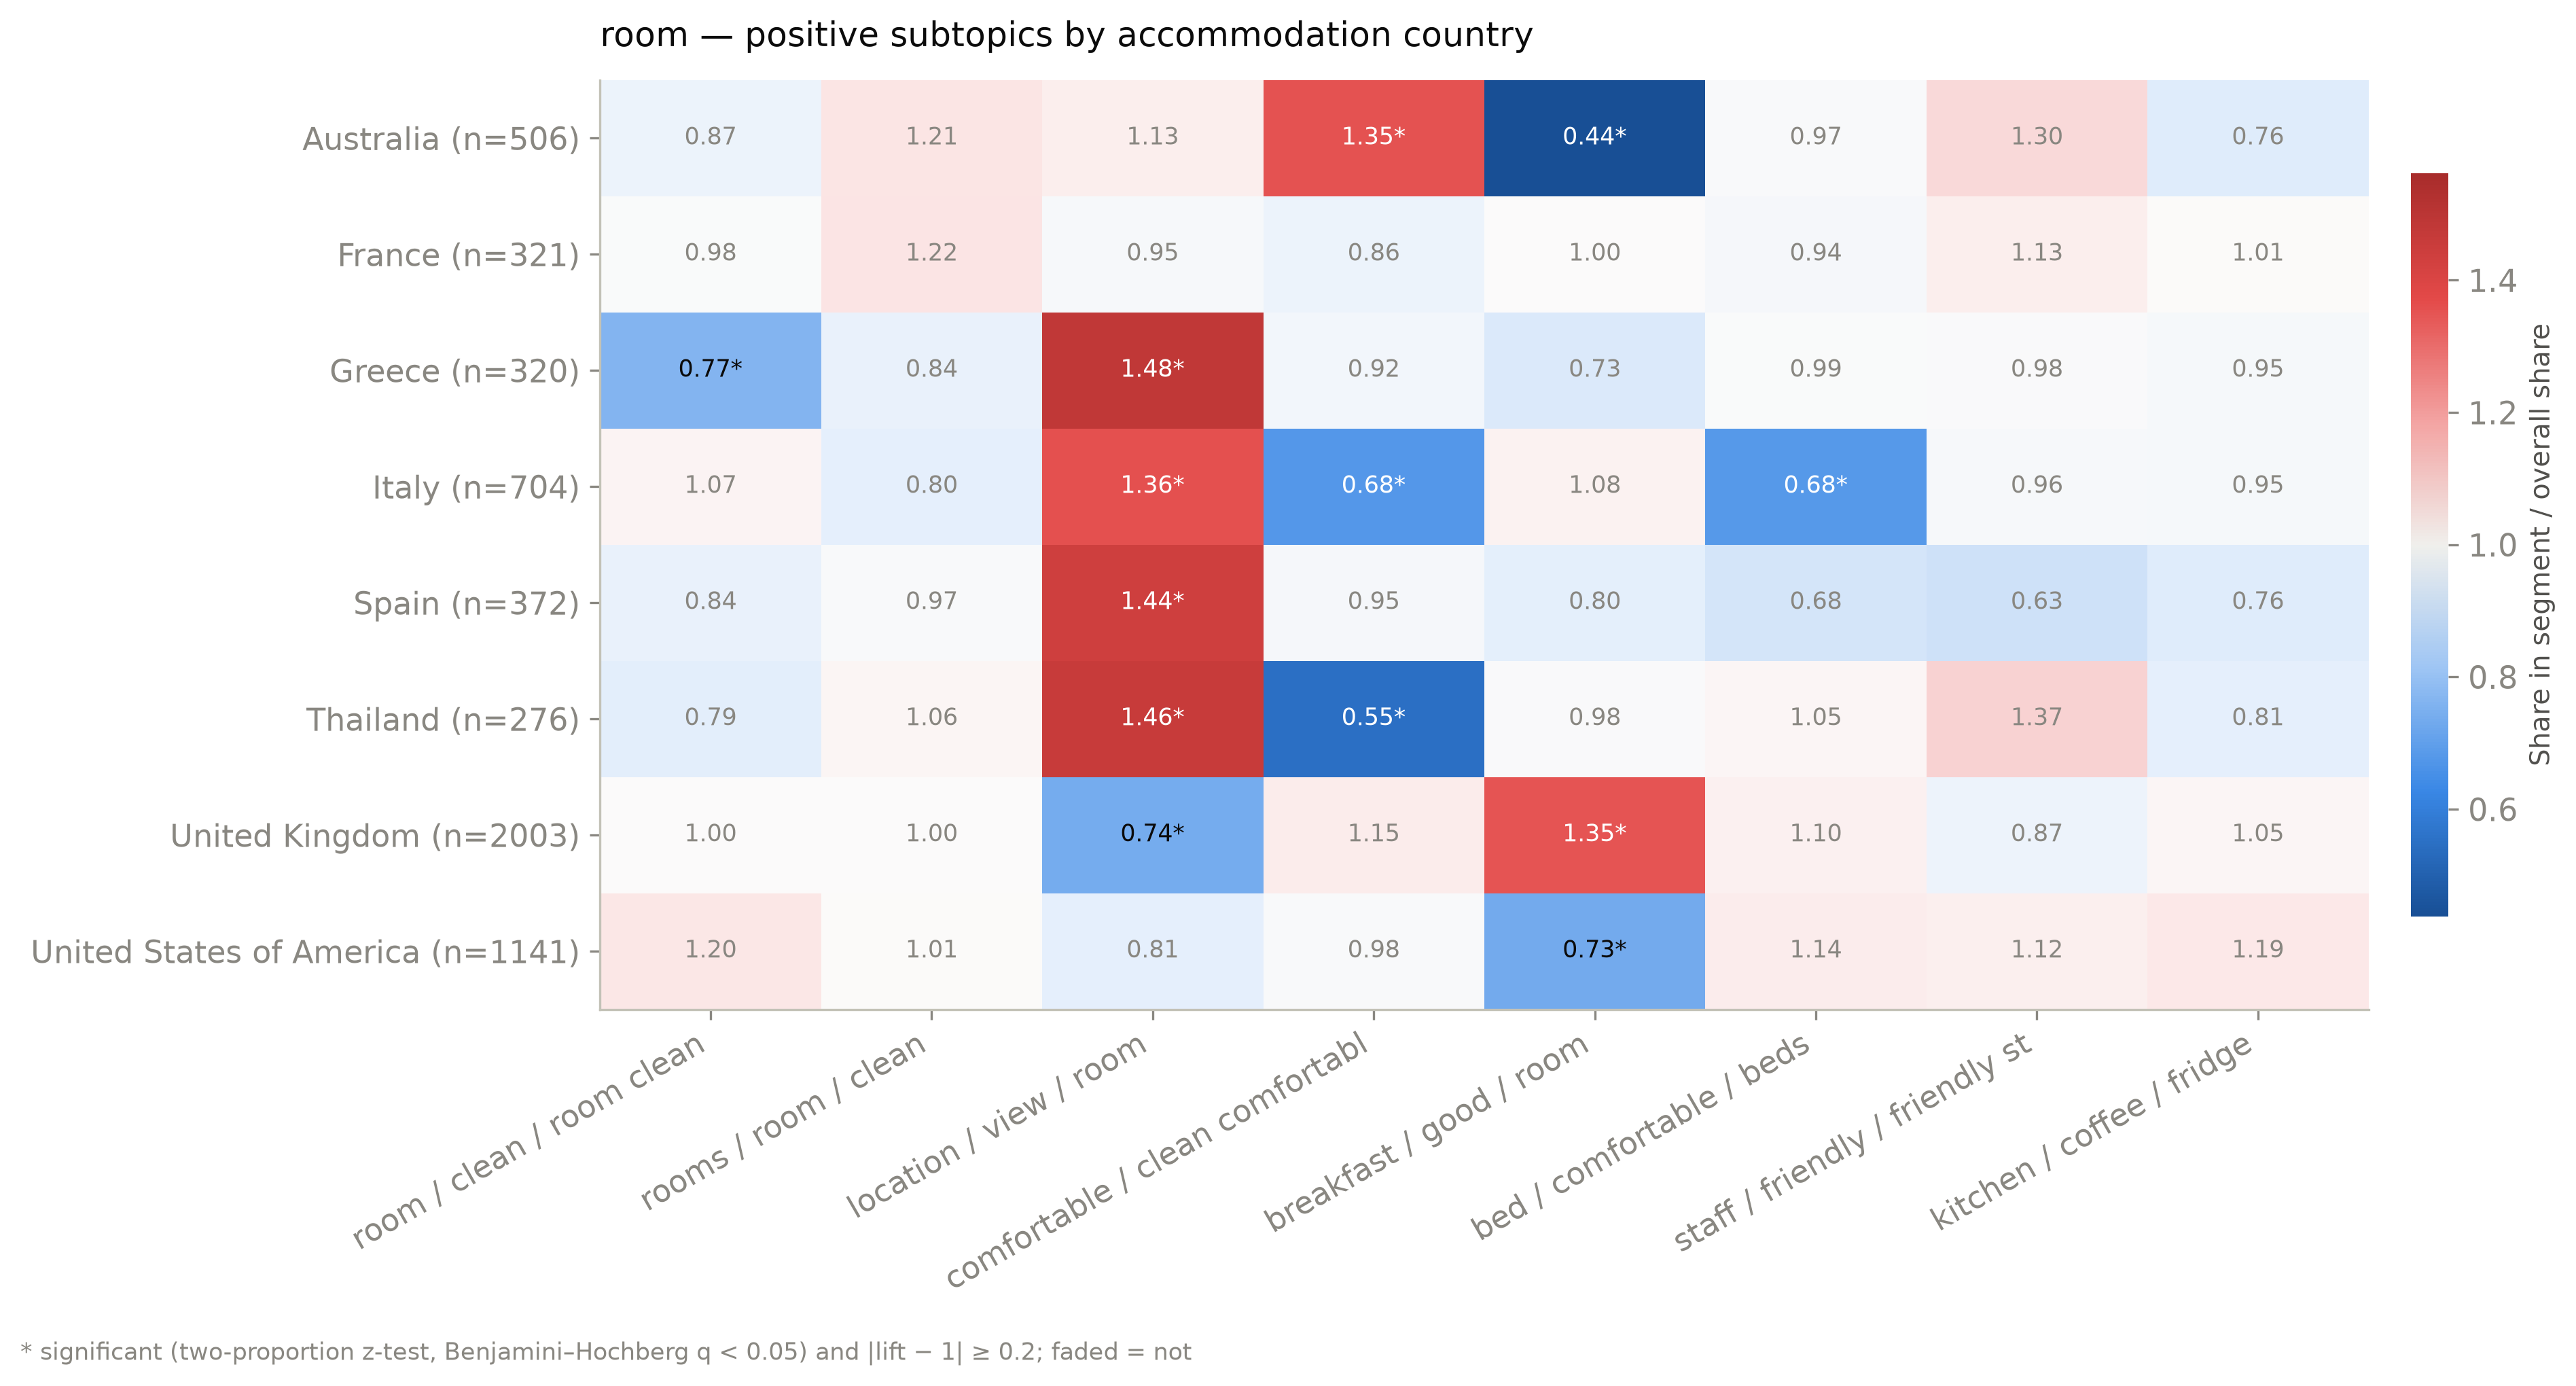 room — positive subtopics by accommodation country
Australia (n=506) 0.87 1.21 1.13 1.35* 0.44* 0.97 1.30 0.76
France (n=321) 0.98 1.22 0.95 0.86 1.00 0.94 1.13 1.01
Greece (n=320) 0.77* 0.84 1.48* 0.92 0.73 0.99 0.98 0.95
Italy (n=704) 1.07 0.80 1.36* 0.68* 1.08 0.68* 0.96 0.95
Spain (n=372) 0.84 0.97 1.44* 0.95 0.80 0.68 0.63 0.76
Thailand (n=276) 0.79 1.06 1.46* 0.55* 0.98 1.05 1.37 0.81
United Kingdom (n=2003) 1.00 1.00 0.74* 1.15 1.35* 1.10 0.87 1.05
United States of America (n=1141) 1.20 1.01 0.81 0.98 0.73* 1.14 1.12 1.19
room / clean / room clean
rooms / room / clean
location / view / room
comfortable / clean comfortabl
breakfast / good / room
bed / comfortable / beds
staff / friendly / friendly st
kitchen / coffee / fridge
1.4
1.2
1.0
0.8
0.6
Share in segment / overall share
* significant (two-proportion z-test, Benjamini–Hochberg q < 0.05) and |lift − 1| ≥ 0.2; faded = not